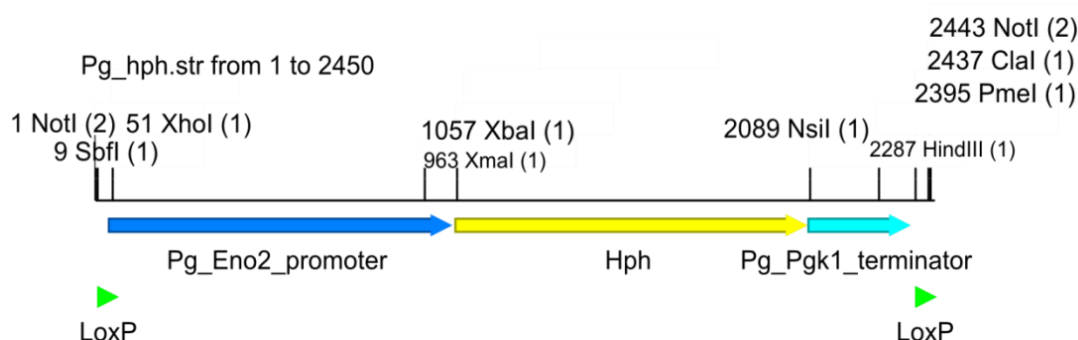 2443 NotI (2)
Pg_hph.str from 1 to 2450
2437 ClaI (1)
2395 PmeI (1)
1 NotI (2) 51 XhoI (1)
1057 XbaI (1)
2089 NsiI (1)
9 SbfI (1)
963 XmaI (1)
2287 HindIII (1)
Pg_Eno2_promoter
Hph
Pg_Pgk1_terminator
LoxP
LoxP